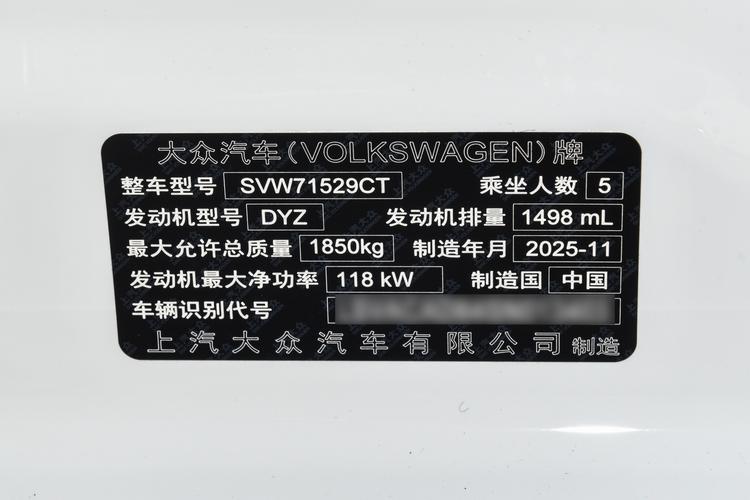 大众汽车(VOLKSWAGEN)牌
整车型号 SVW71529CT 乘坐人数 5
发动机型号 DYZ 发动机排量 1498 mL
最大允许总质量 1850kg 制造年月 2025-11
发动机最大净功率 118 kW 制造国 中国
车辆识别代号
上汽大众汽车有限公司 制造